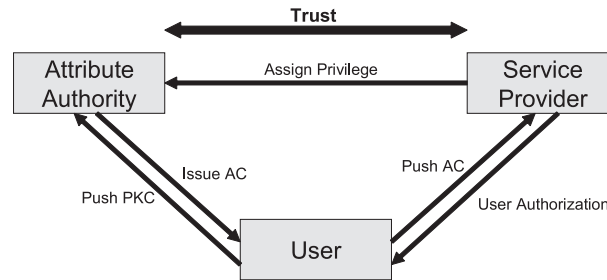 Trust
Attribute
Authority
Assign Privilege
Service
Provider
Issue AC
Push AC
Push PKC
User Authorization
User